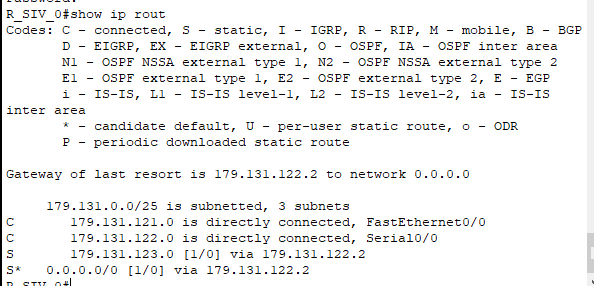 R_SIV_0#show ip rout
Codes: C - connected, S - static, I - IGRP, R - RIP, M - mobile, B - BGP
D - EIGRP, EX - EIGRP external, O - OSPF, IA - OSPF inter area
N1 - OSPF NSSA external type 1, N2 - OSPF NSSA external type 2
E1 - OSPF external type 1, E2 - OSPF external type 2, E - EGP
i - IS-IS, L1 - IS-IS level-1, L2 - IS-IS level-2, ia - IS-IS
inter area
* - candidate default, U - per-user static route, o - ODR
P - periodic downloaded static route
Gateway of last resort is 179.131.122.2 to network 0.0.0.0
179.131.0.0/25 is subnetted, 3 subnets
C 179.131.121.0 is directly connected, FastEthernet0/0
C 179.131.122.0 is directly connected, Serial0/0
S 179.131.123.0 [1/0] via 179.131.122.2
S* 0.0.0.0/0 [1/0] via 179.131.122.2
R_SIV_0#